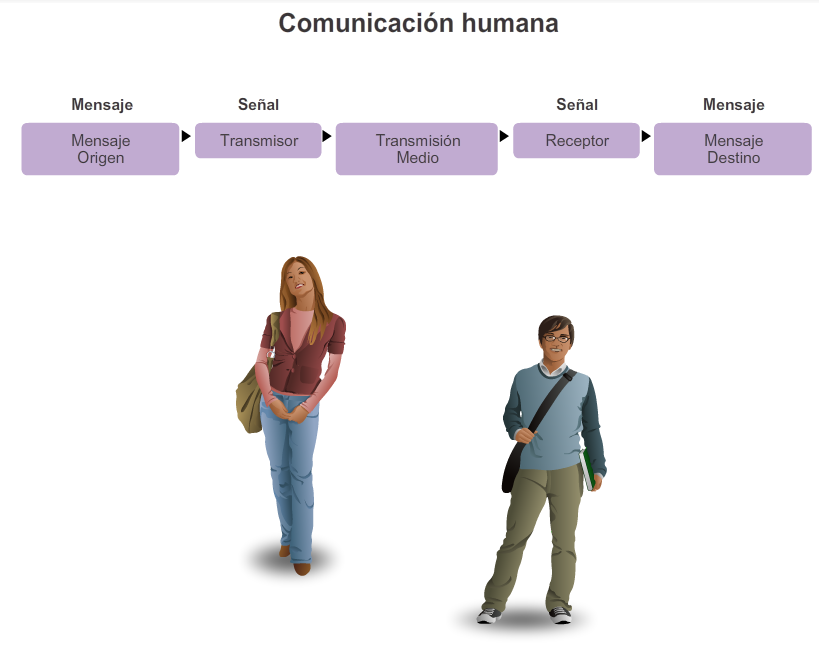 Comunicación humana
Mensaje
Señal
Señal
Mensaje
Mensaje
Origen
Transmisor
Transmisión
Medio
Receptor
Mensaje
Destino